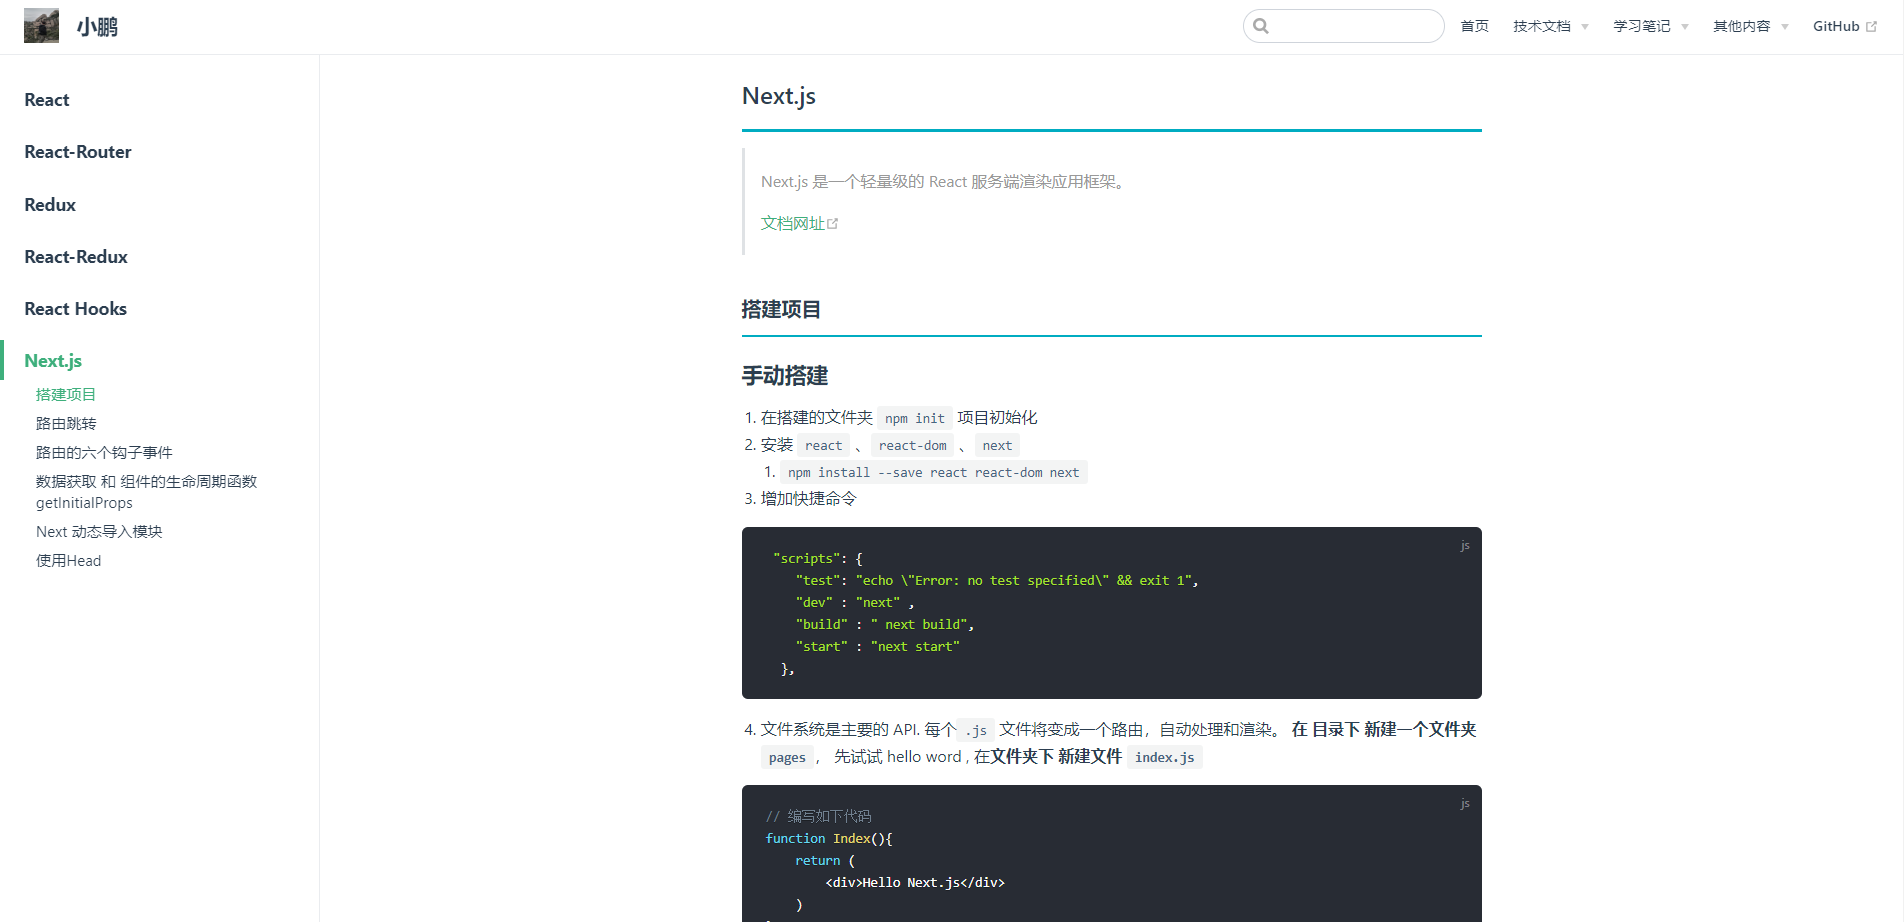 小鹏
首页 技术文档 学习笔记 其他内容 GitHub
React
React-Router
Redux
React-Redux
React Hooks
Next.js
搭建项目
路由跳转
路由的六个钩子事件
数据获取 和 组件的生命周期函数
getInitialProps
Next 动态导入模块
使用Head
Next.js
Next.js 是一个轻量级的 React 服务端渲染应用框架。
文档网址
搭建项目
手动搭建
1. 在搭建的文件夹 npm init 项目初始化
2. 安装 react 、 react-dom 、 next
1. npm install --save react react-dom next
3. 增加快捷命令
js
"scripts": {
"test": "echo \"Error: no test specified\" && exit 1",
"dev" : "next" ,
"build" : " next build",
"start" : "next start"
},
4. 文件系统是主要的 API. 每个 .js 文件将变成一个路由，自动处理和渲染。 在 目录下 新建一个文件夹
pages ， 先试试 hello word , 在文件夹下 新建文件 index.js
js
// 编写如下代码
function Index(){
return (
<div>Hello Next.js</div>
)